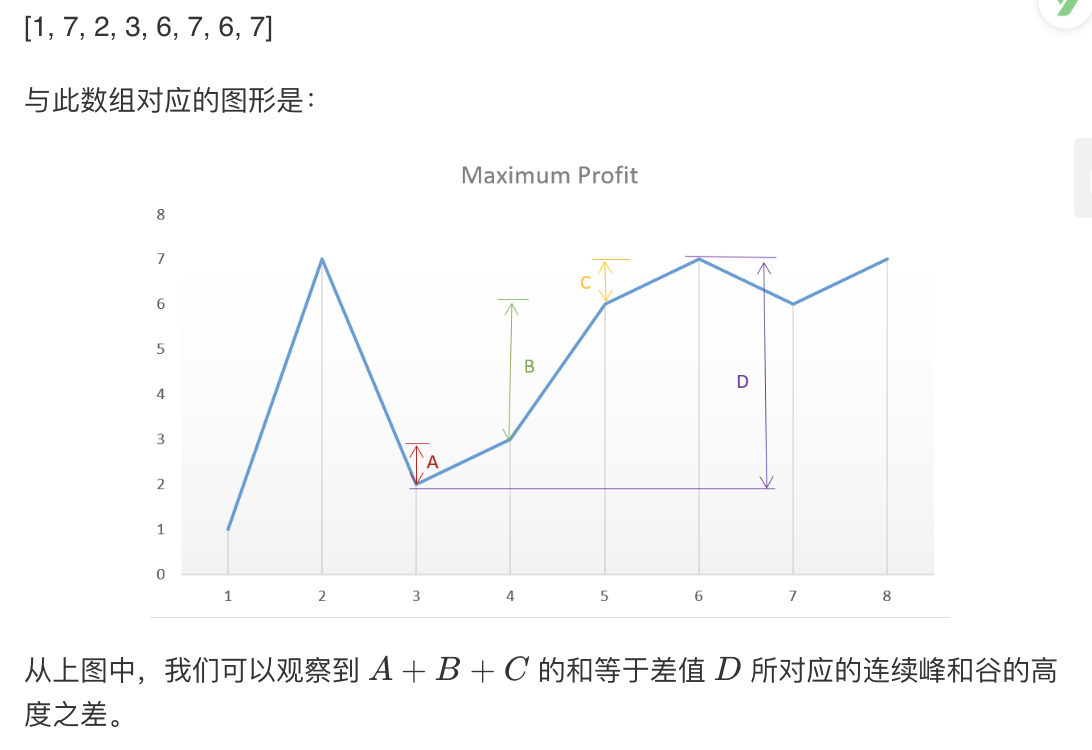 [1, 7, 2, 3, 6, 7, 6, 7]
与此数组对应的图形是：
Maximum Profit
8
7
6
5
4
3
2
1
0
A
B
C
D
1 2 3 4 5 6 7 8
从上图中，我们可以观察到 A + B + C 的和等于差值 D 所对应的连续峰和谷的高
度之差。